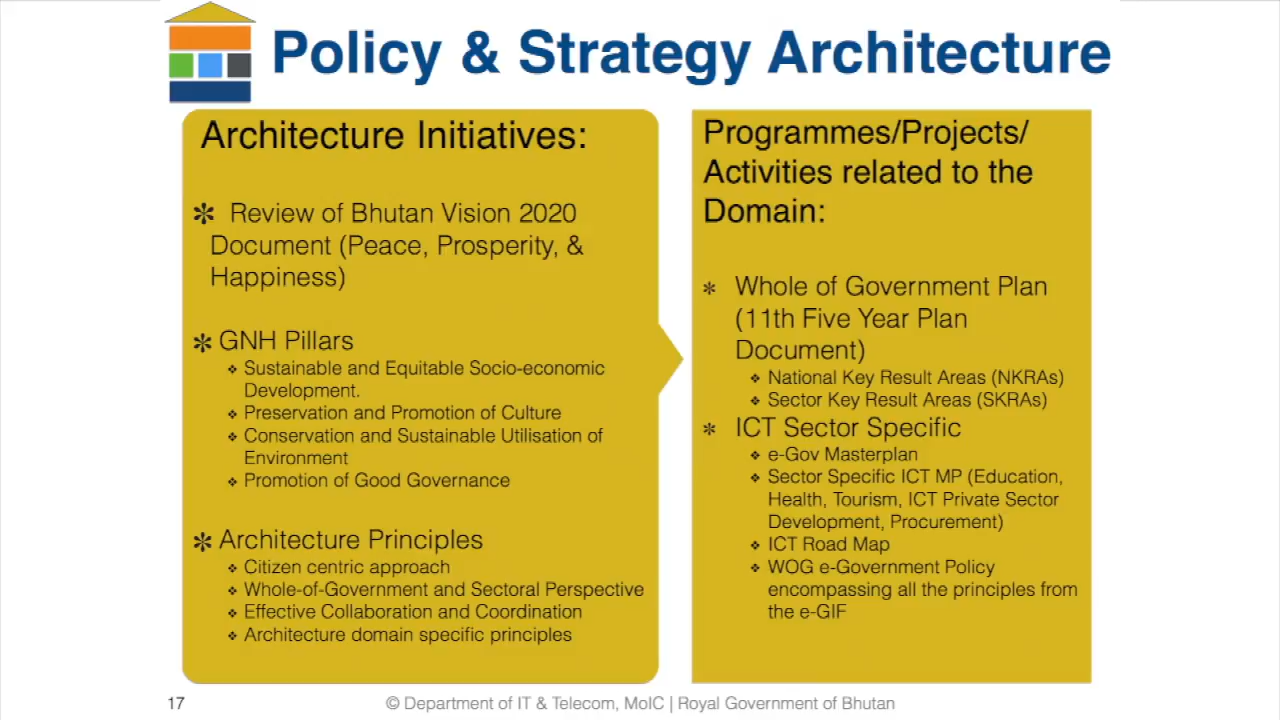 Policy & Strategy Architecture
Architecture Initiatives:
✻ Review of Bhutan Vision 2020
Document (Peace, Prosperity, &
Happiness)
✻ GNH Pillars
❖ Sustainable and Equitable Socio-economic
Development.
❖ Preservation and Promotion of Culture
❖ Conservation and Sustainable Utilisation of
Environment
❖ Promotion of Good Governance
✻ Architecture Principles
❖ Citizen centric approach
❖ Whole-of-Government and Sectoral Perspective
❖ Effective Collaboration and Coordination
❖ Architecture domain specific principles
Programmes/Projects/
Activities related to the
Domain:
✻ Whole of Government Plan
(11th Five Year Plan
Document)
❖ National Key Result Areas (NKRAs)
❖ Sector Key Result Areas (SKRAs)
✻ ICT Sector Specific
❖ e-Gov Masterplan
❖ Sector Specific ICT MP (Education,
Health, Tourism, ICT Private Sector
Development, Procurement)
❖ ICT Road Map
❖ WOG e-Government Policy
encompassing all the principles from
the e-GIF
17
© Department of IT & Telecom, MoIC | Royal Government of Bhutan